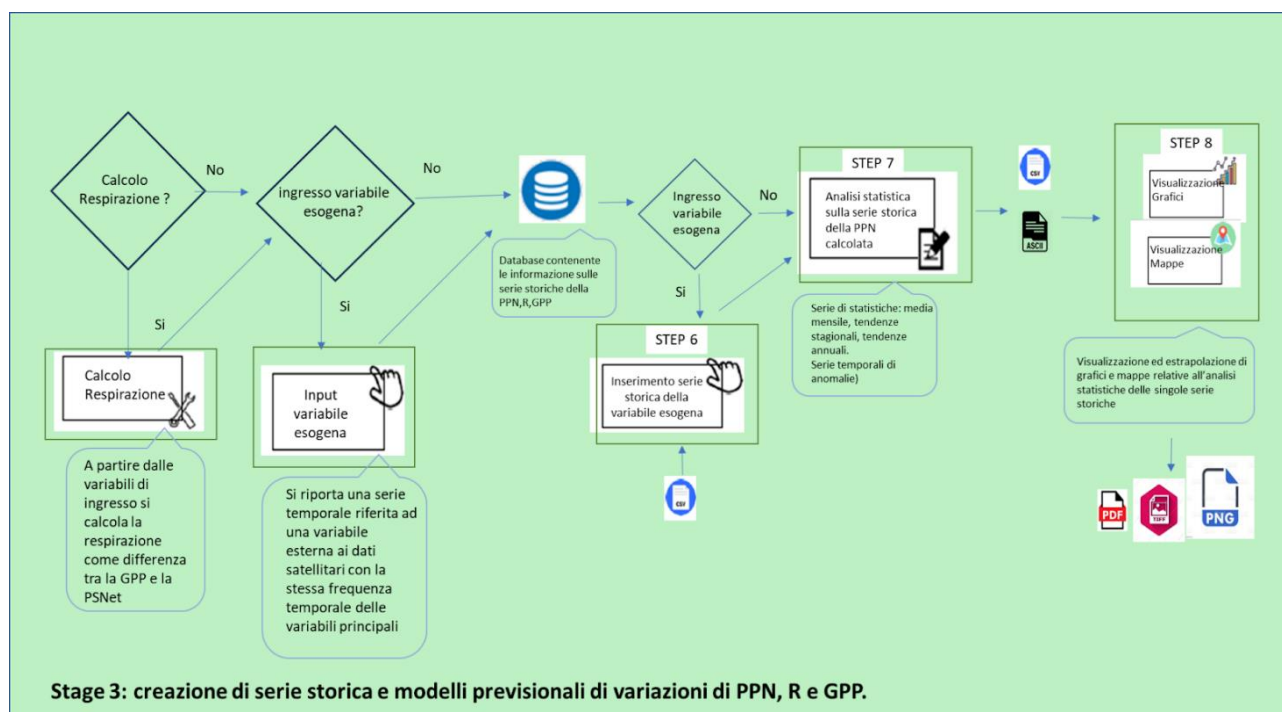 Calcolo
Respirazione ?
No
Si
Calcolo
Respirazione
A partire dalle
variabili di
ingresso si
calcola la
respirazione
come differenza
tra la GPP e la
PSNet
ingresso variabile
esogena?
No
Si
Input
variabile
esogena
Si riporta una serie
temporale riferita ad
una variabile
esterna ai dati
satellitari con la
stessa frequenza
temporale delle
variabili principali
Database contenente
le informazione sulle
serie storiche della
PPN,R,GPP
Ingresso
variabile
esogena
No
Si
STEP 6
Inserimento serie
storica della
variabile esogena
CSV
STEP 7
Analisi statistica
sulla serie storica
della PPN
calcolata
Serie di statistiche: media
mensile, tendenze
stagionali, tendenze
annuali.
Serie temporali di
anomalie)
CSV
ASCII
STEP 8
Visualizzazione
Grafici
Visualizzazione
Mappe
Visualizzazione ed estrapolazione di
grafici e mappe relative all'analisi
statistiche delle singole serie
storiche
PDF
TIFF
PNG
Stage 3: creazione di serie storica e modelli previsionali di variazioni di PPN, R e GPP.